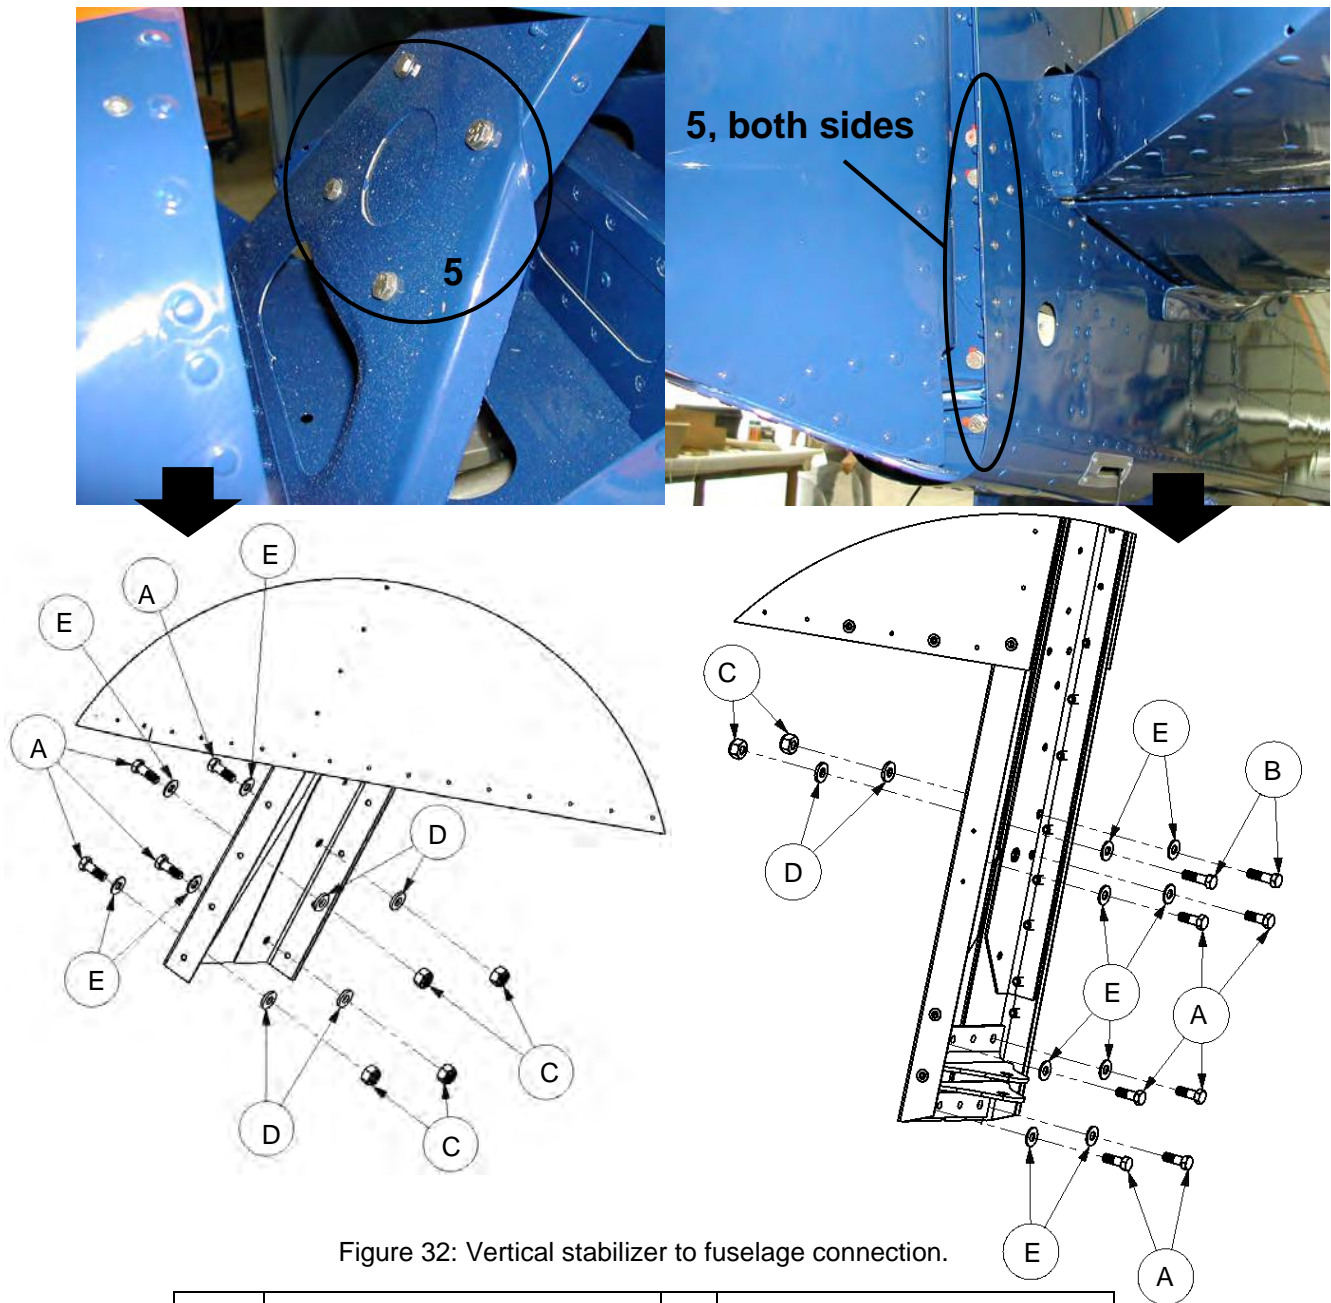 5, both sides
5
E
A
E
A
E
D
D
C
C
C
D
E
B
E
A
E
A
Figure 32: Vertical stabilizer to fuselage connection.